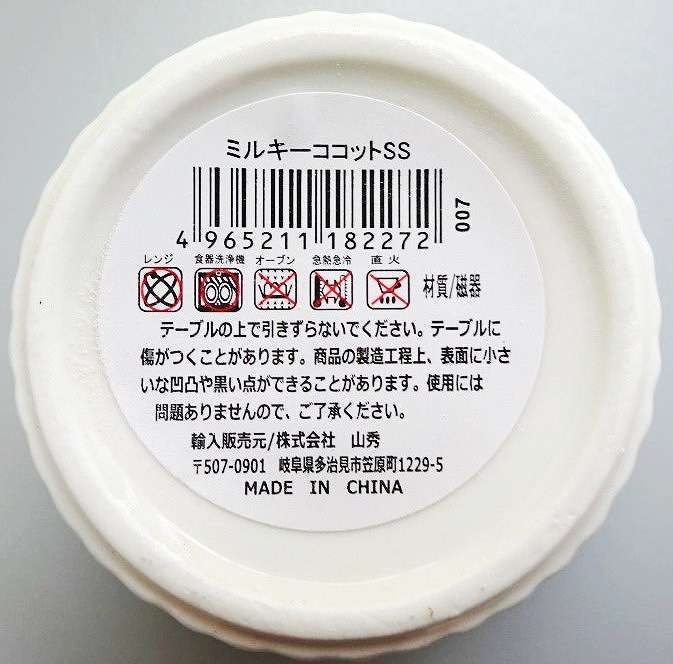 ミルキーココットSS
007
4 965211 182272
レンジ 食器洗浄機 オーブン 急熱急冷 直火
材質/磁器
テーブルの上で引きずらないでください。テーブルに
傷がつくことがあります。商品の製造工程上、表面に小さ
いな凹凸や黒い点ができることがあります。使用には
問題ありませんので、ご了承ください。
輸入販売元/株式会社 山秀
〒507-0901 岐阜県多治見市笠原町1229-5
MADE IN CHINA